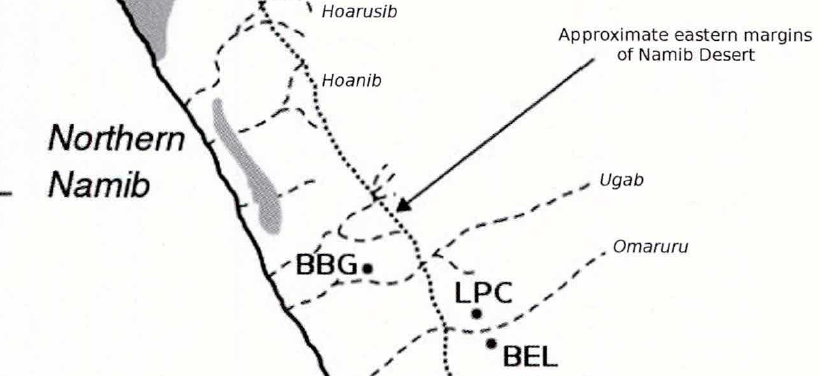 Hoarusib
Approximate eastern margins
of Namib Desert
Hoanib
Northern
Namib
Ugab
Omaruru
BBG
LPC
BEL